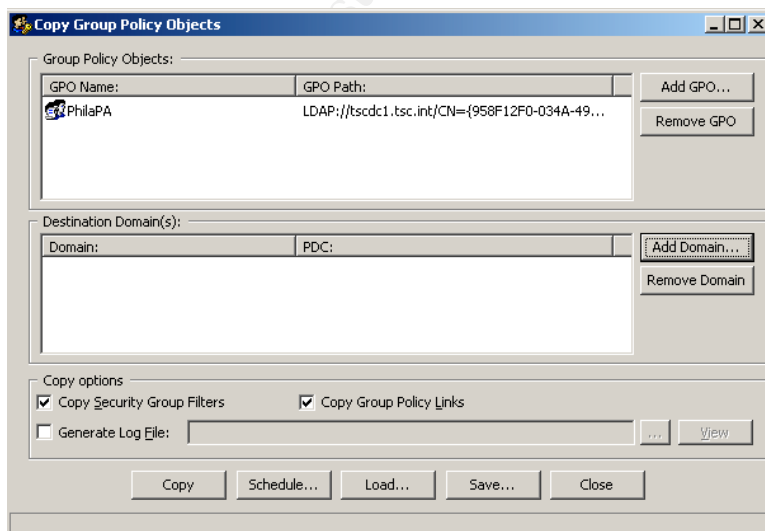 Copy Group Policy Objects
Group Policy Objects:
GPO Name: GPO Path:
PhilaPA LDAP://tscdc1.tsc.int/CN={958F12F0-034A-49...
Add GPO...
Remove GPO
Destination Domain(s):
Domain: PDC:
Add Domain...
Remove Domain
Copy options
Copy Security Group Filters Copy Group Policy Links
Generate Log File: ... View
Copy Schedule... Load... Save... Close